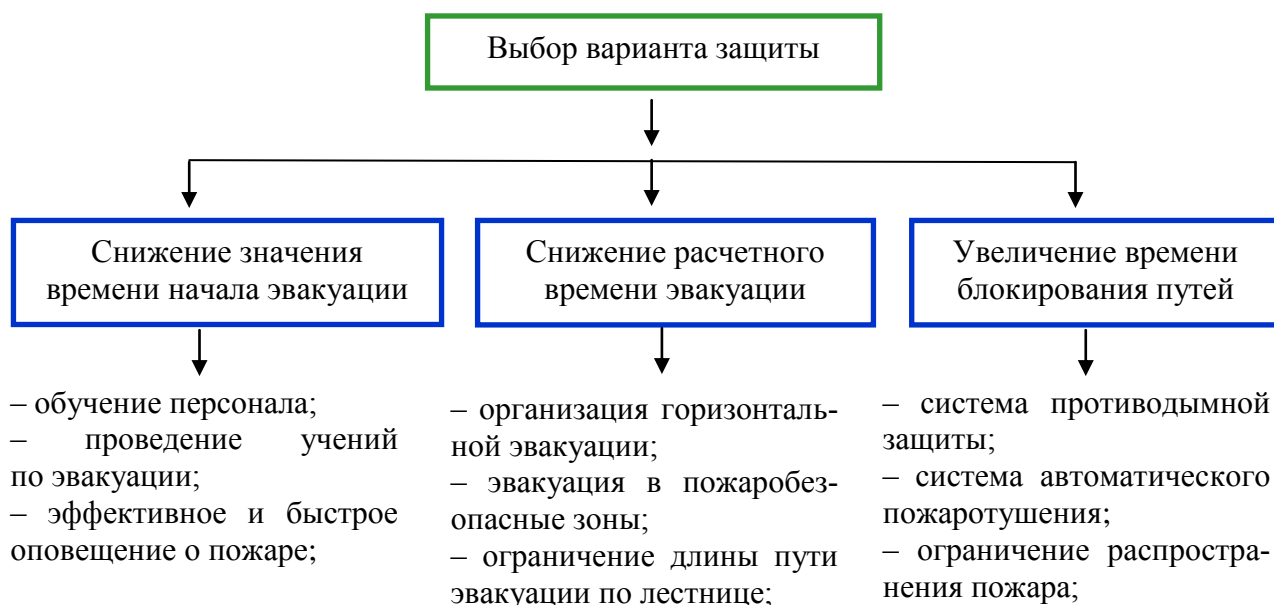 Выбор варианта защиты
Снижение значения
времени начала эвакуации
Снижение расчетного
времени эвакуации
Увеличение времени
блокирования путей
– обучение персонала;
– проведение учений
по эвакуации;
– эффективное и быстрое
оповещение о пожаре;
– организация горизонталь-
ной эвакуации;
– эвакуация в пожаробез-
опасные зоны;
– ограничение длины пути
эвакуации по лестнице;
– система противодымной
защиты;
– система автоматического
пожаротушения;
– ограничение распростра-
нения пожара;